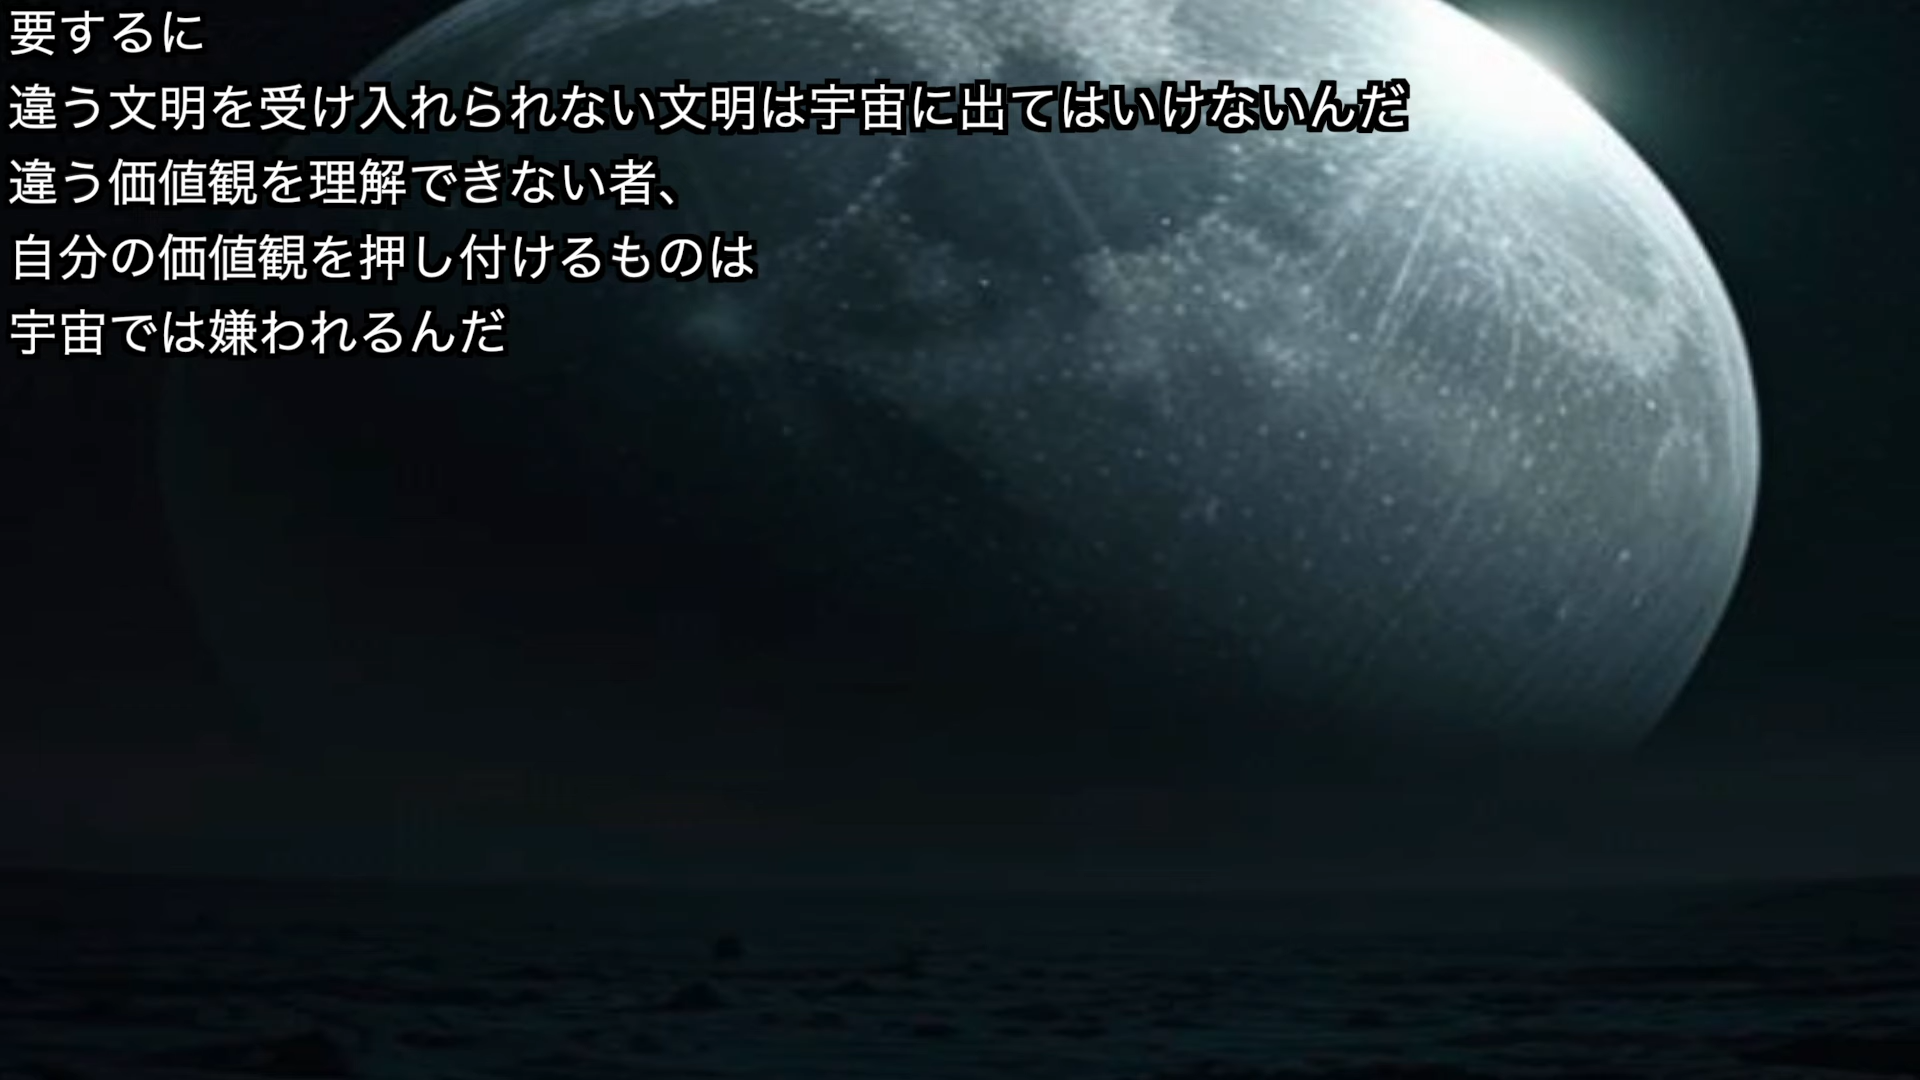 要するに
違う文明を受け入れられない文明は宇宙に出てはいけないんだ
違う価値観を理解できない者、
自分の価値観を押し付けるものは
宇宙では嫌われるんだ